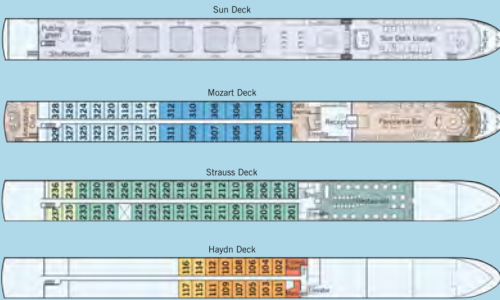 Sun Deck
Putting green
Chess Board
Shuffleboard
Sun Deck Lounge
Mozart Deck
328 326 324 322 320 318 316 314 312 310 308 306 304 302
Reception
Panorama Bar
329 327 325 323 321 319 317 315 311 309 307 305 303 301
Strauss Deck
236 234 232 230 228 226 224 222 220 218 216 214 212 210 208 206 204 202
Restaurant
237 235 233 231 229 225 223 221 219 217 215 211 209 207 205 203 201
Haydn Deck
116 114 112 110 108 106 104 102
117 115 111 109 107 105 103 101